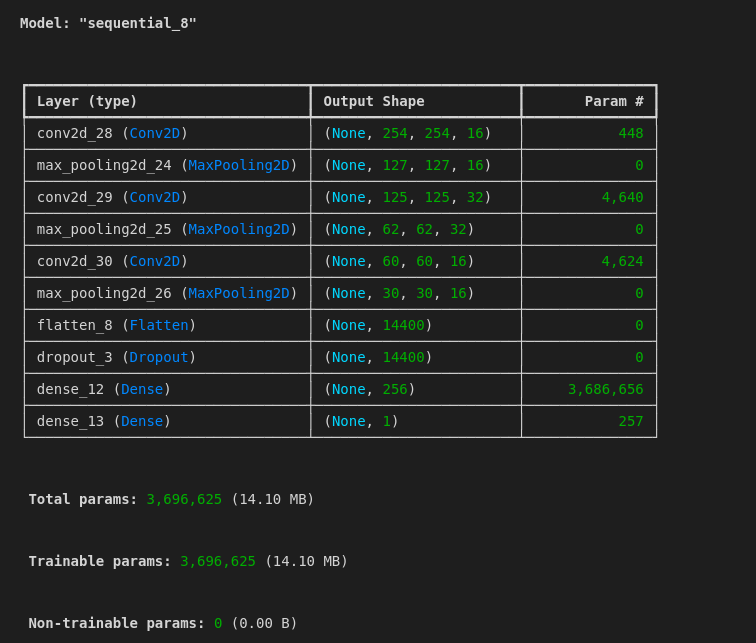 Model: "sequential_8"
Layer (type) Output Shape Param #
conv2d_28 (Conv2D) (None, 254, 254, 16) 448
max_pooling2d_24 (MaxPooling2D) (None, 127, 127, 16) 0
conv2d_29 (Conv2D) (None, 125, 125, 32) 4,640
max_pooling2d_25 (MaxPooling2D) (None, 62, 62, 32) 0
conv2d_30 (Conv2D) (None, 60, 60, 16) 4,624
max_pooling2d_26 (MaxPooling2D) (None, 30, 30, 16) 0
flatten_8 (Flatten) (None, 14400) 0
dropout_3 (Dropout) (None, 14400) 0
dense_12 (Dense) (None, 256) 3,686,656
dense_13 (Dense) (None, 1) 257
Total params: 3,696,625 (14.10 MB)
Trainable params: 3,696,625 (14.10 MB)
Non-trainable params: 0 (0.00 B)